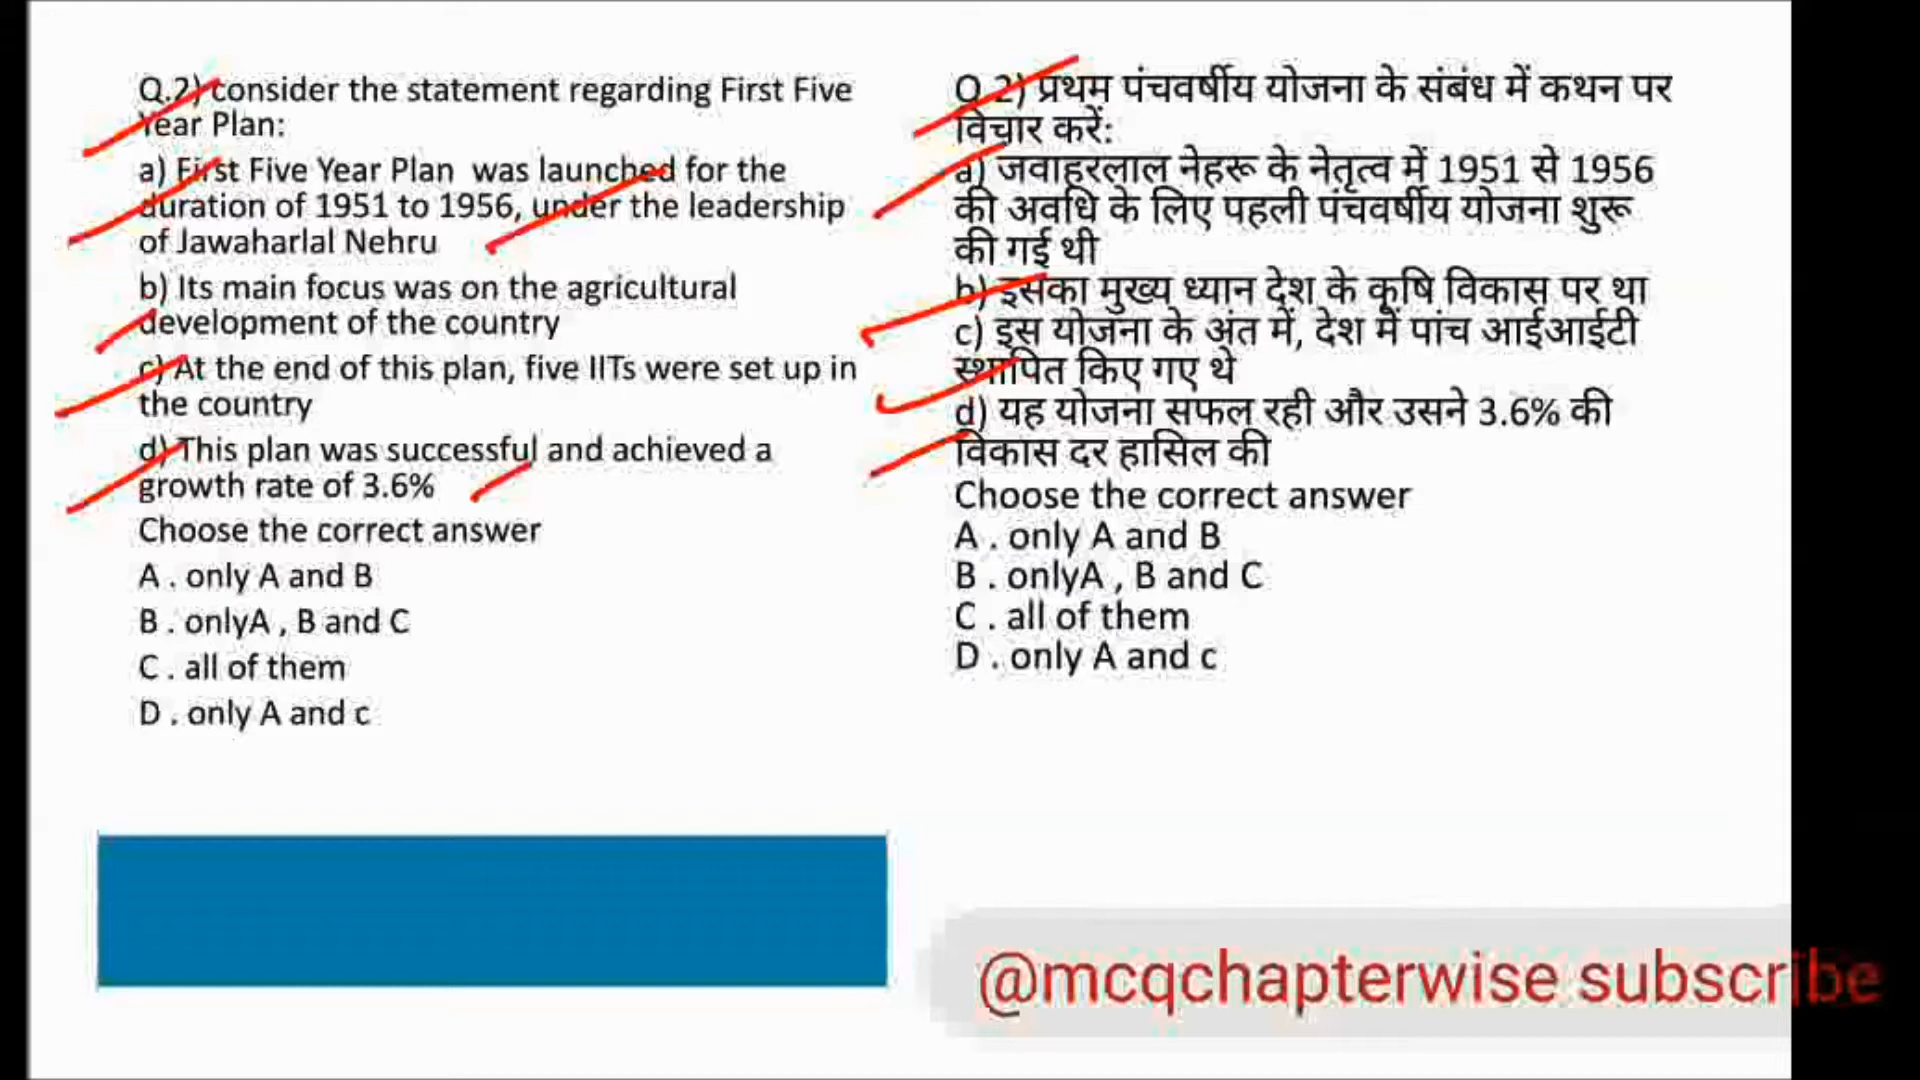 Q.2) consider the statement regarding First Five
Year Plan:
a) First Five Year Plan was launched for the
duration of 1951 to 1956, under the leadership
of Jawaharlal Nehru
b) Its main focus was on the agricultural
development of the country
c) At the end of this plan, five IITs were set up in
the country
d) This plan was successful and achieved a
growth rate of 3.6%
Choose the correct answer
A . only A and B
B . onlyA , B and C
C . all of them
D . only A and c
Q.2) प्रथम पंचवर्षीय योजना के संबंध में कथन पर
विचार करें:
a) जवाहरलाल नेहरू के नेतृत्व में 1951 से 1956
की अवधि के लिए पहली पंचवर्षीय योजना शुरू
की गई थी
b) इसका मुख्य ध्यान देश के कृषि विकास पर था
c) इस योजना के अंत में, देश में पांच आईआईटी
स्थापित किए गए थे
d) यह योजना सफल रही और उसने 3.6% की
विकास दर हासिल की
Choose the correct answer
A . only A and B
B . onlyA , B and C
C . all of them
D . only A and c
@mcqchapterwise subscribe